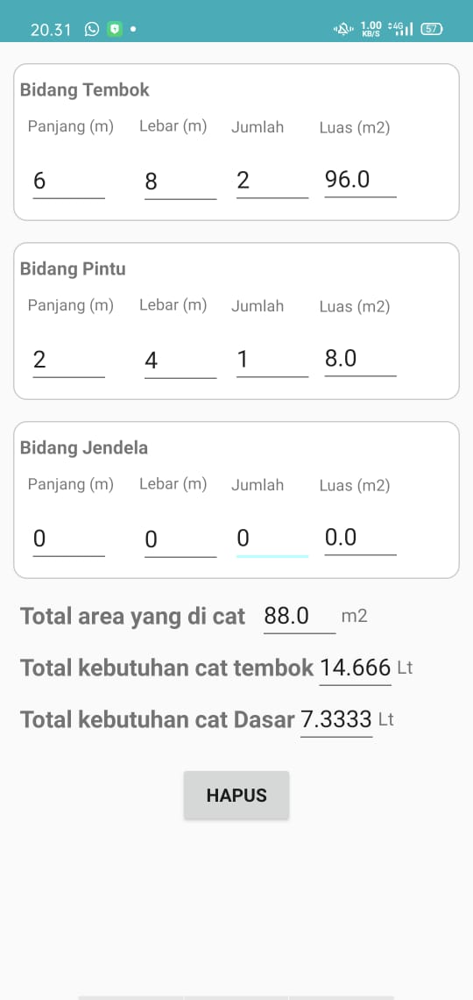 20.31 1.00 KB/S 4G 57
Bidang Tembok
Panjang (m) Lebar (m) Jumlah Luas (m2)
6 8 2 96.0
Bidang Pintu
Panjang (m) Lebar (m) Jumlah Luas (m2)
2 4 1 8.0
Bidang Jendela
Panjang (m) Lebar (m) Jumlah Luas (m2)
0 0 0 0.0
Total area yang di cat 88.0 m2
Total kebutuhan cat tembok 14.666 Lt
Total kebutuhan cat Dasar 7.3333 Lt
HAPUS